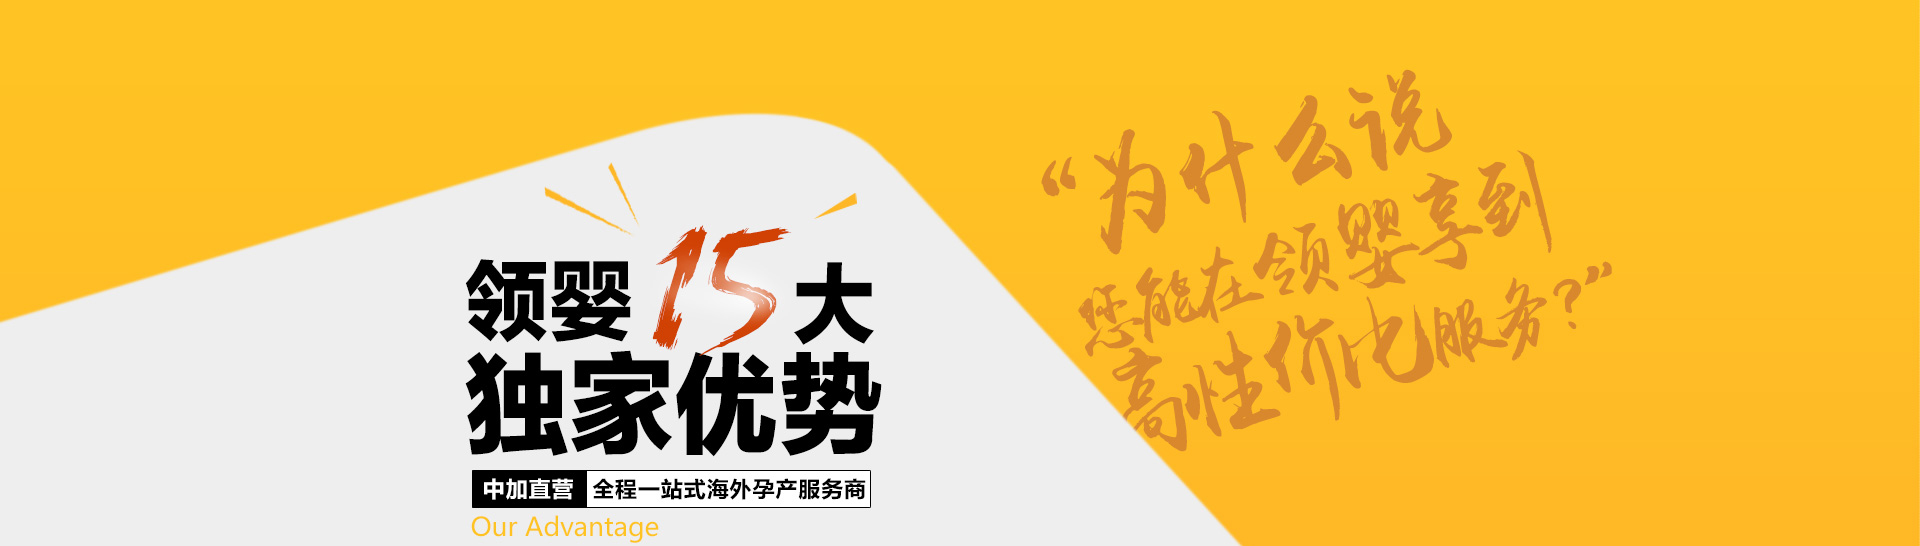 领婴15大
独家优势
中加直营 全程一站式海外孕产服务商
Our Advantage
“为什么说
您能在领婴享到
高性价比服务?”